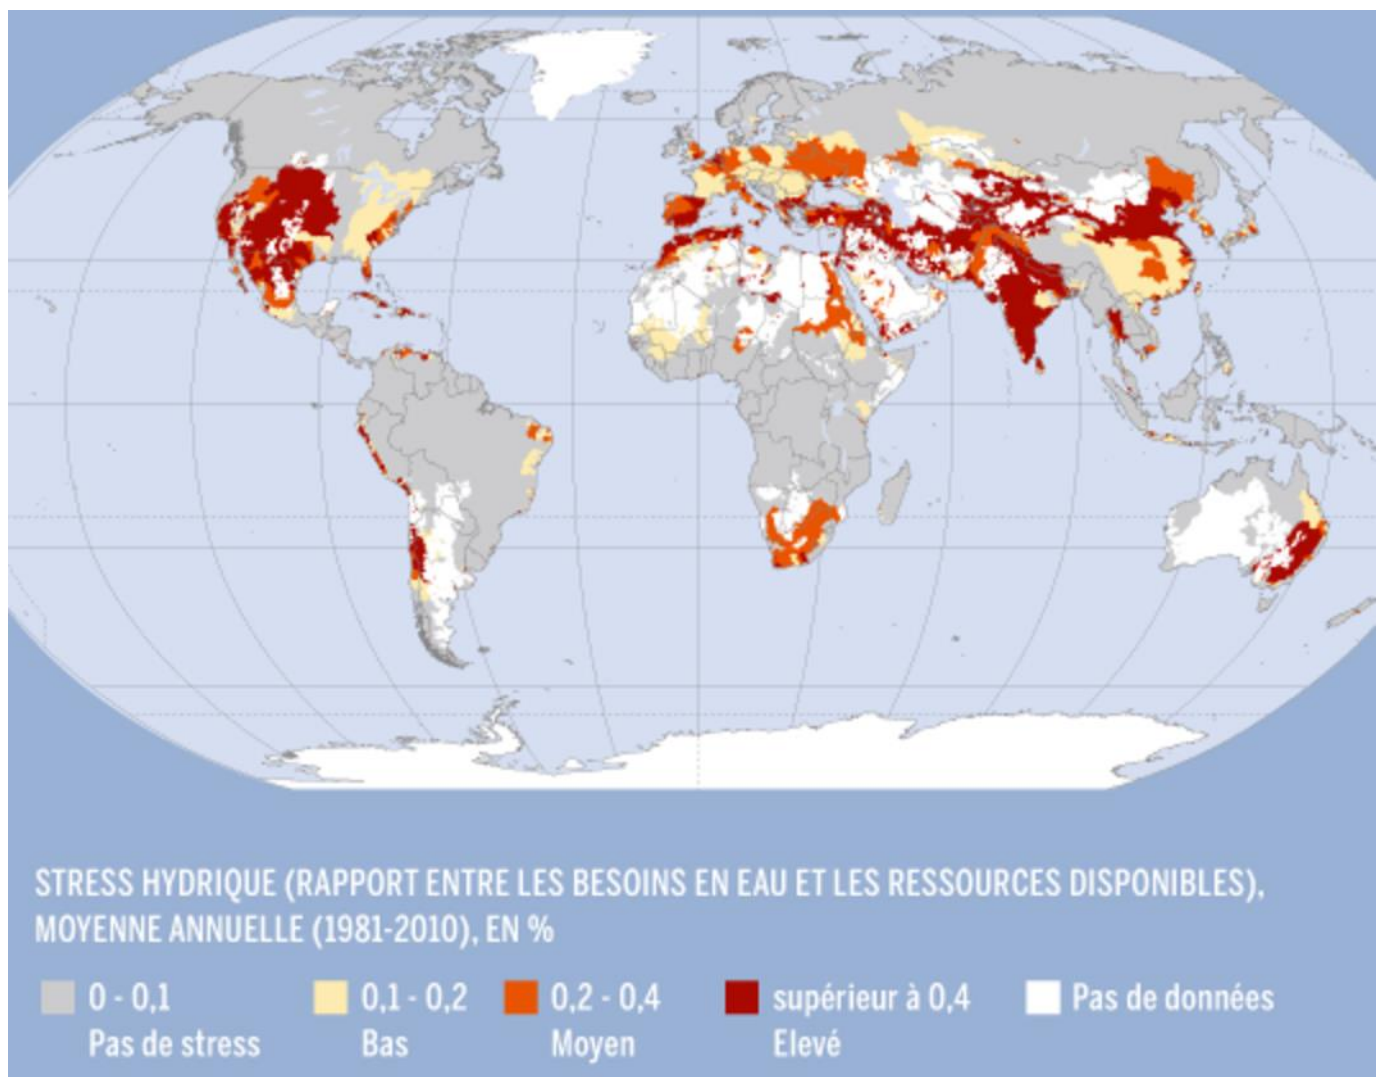 STRESS HYDRIQUE (RAPPORT ENTRE LES BESOINS EN EAU ET LES RESSOURCES DISPONIBLES),
MOYENNE ANNUELLE (1981-2010), EN %
0 - 0,1
Pas de stress
0,1 - 0,2
Bas
0,2 - 0,4
Moyen
supérieur à 0,4
Elevé
Pas de données